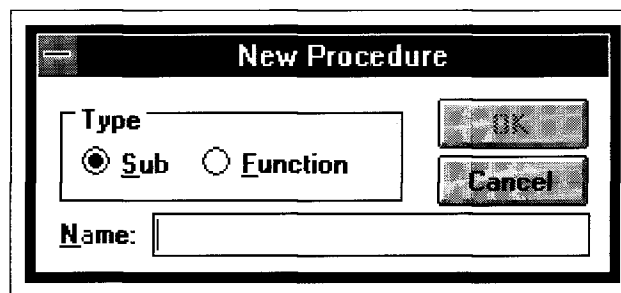 New Procedure
Type
OK
Sub
Function
Cancel
Name: